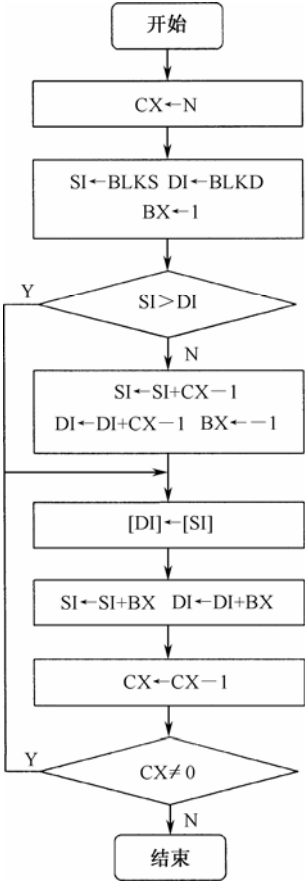 开始
CX←N
SI←BLKS DI←BLKD
BX←1
Y
SI＞DI
N
SI←SI+CX－1
DI←DI+CX－1 BX←－1
[DI]←[SI]
SI←SI+BX DI←DI+BX
CX←CX－1
Y
CX≠0
N
结束